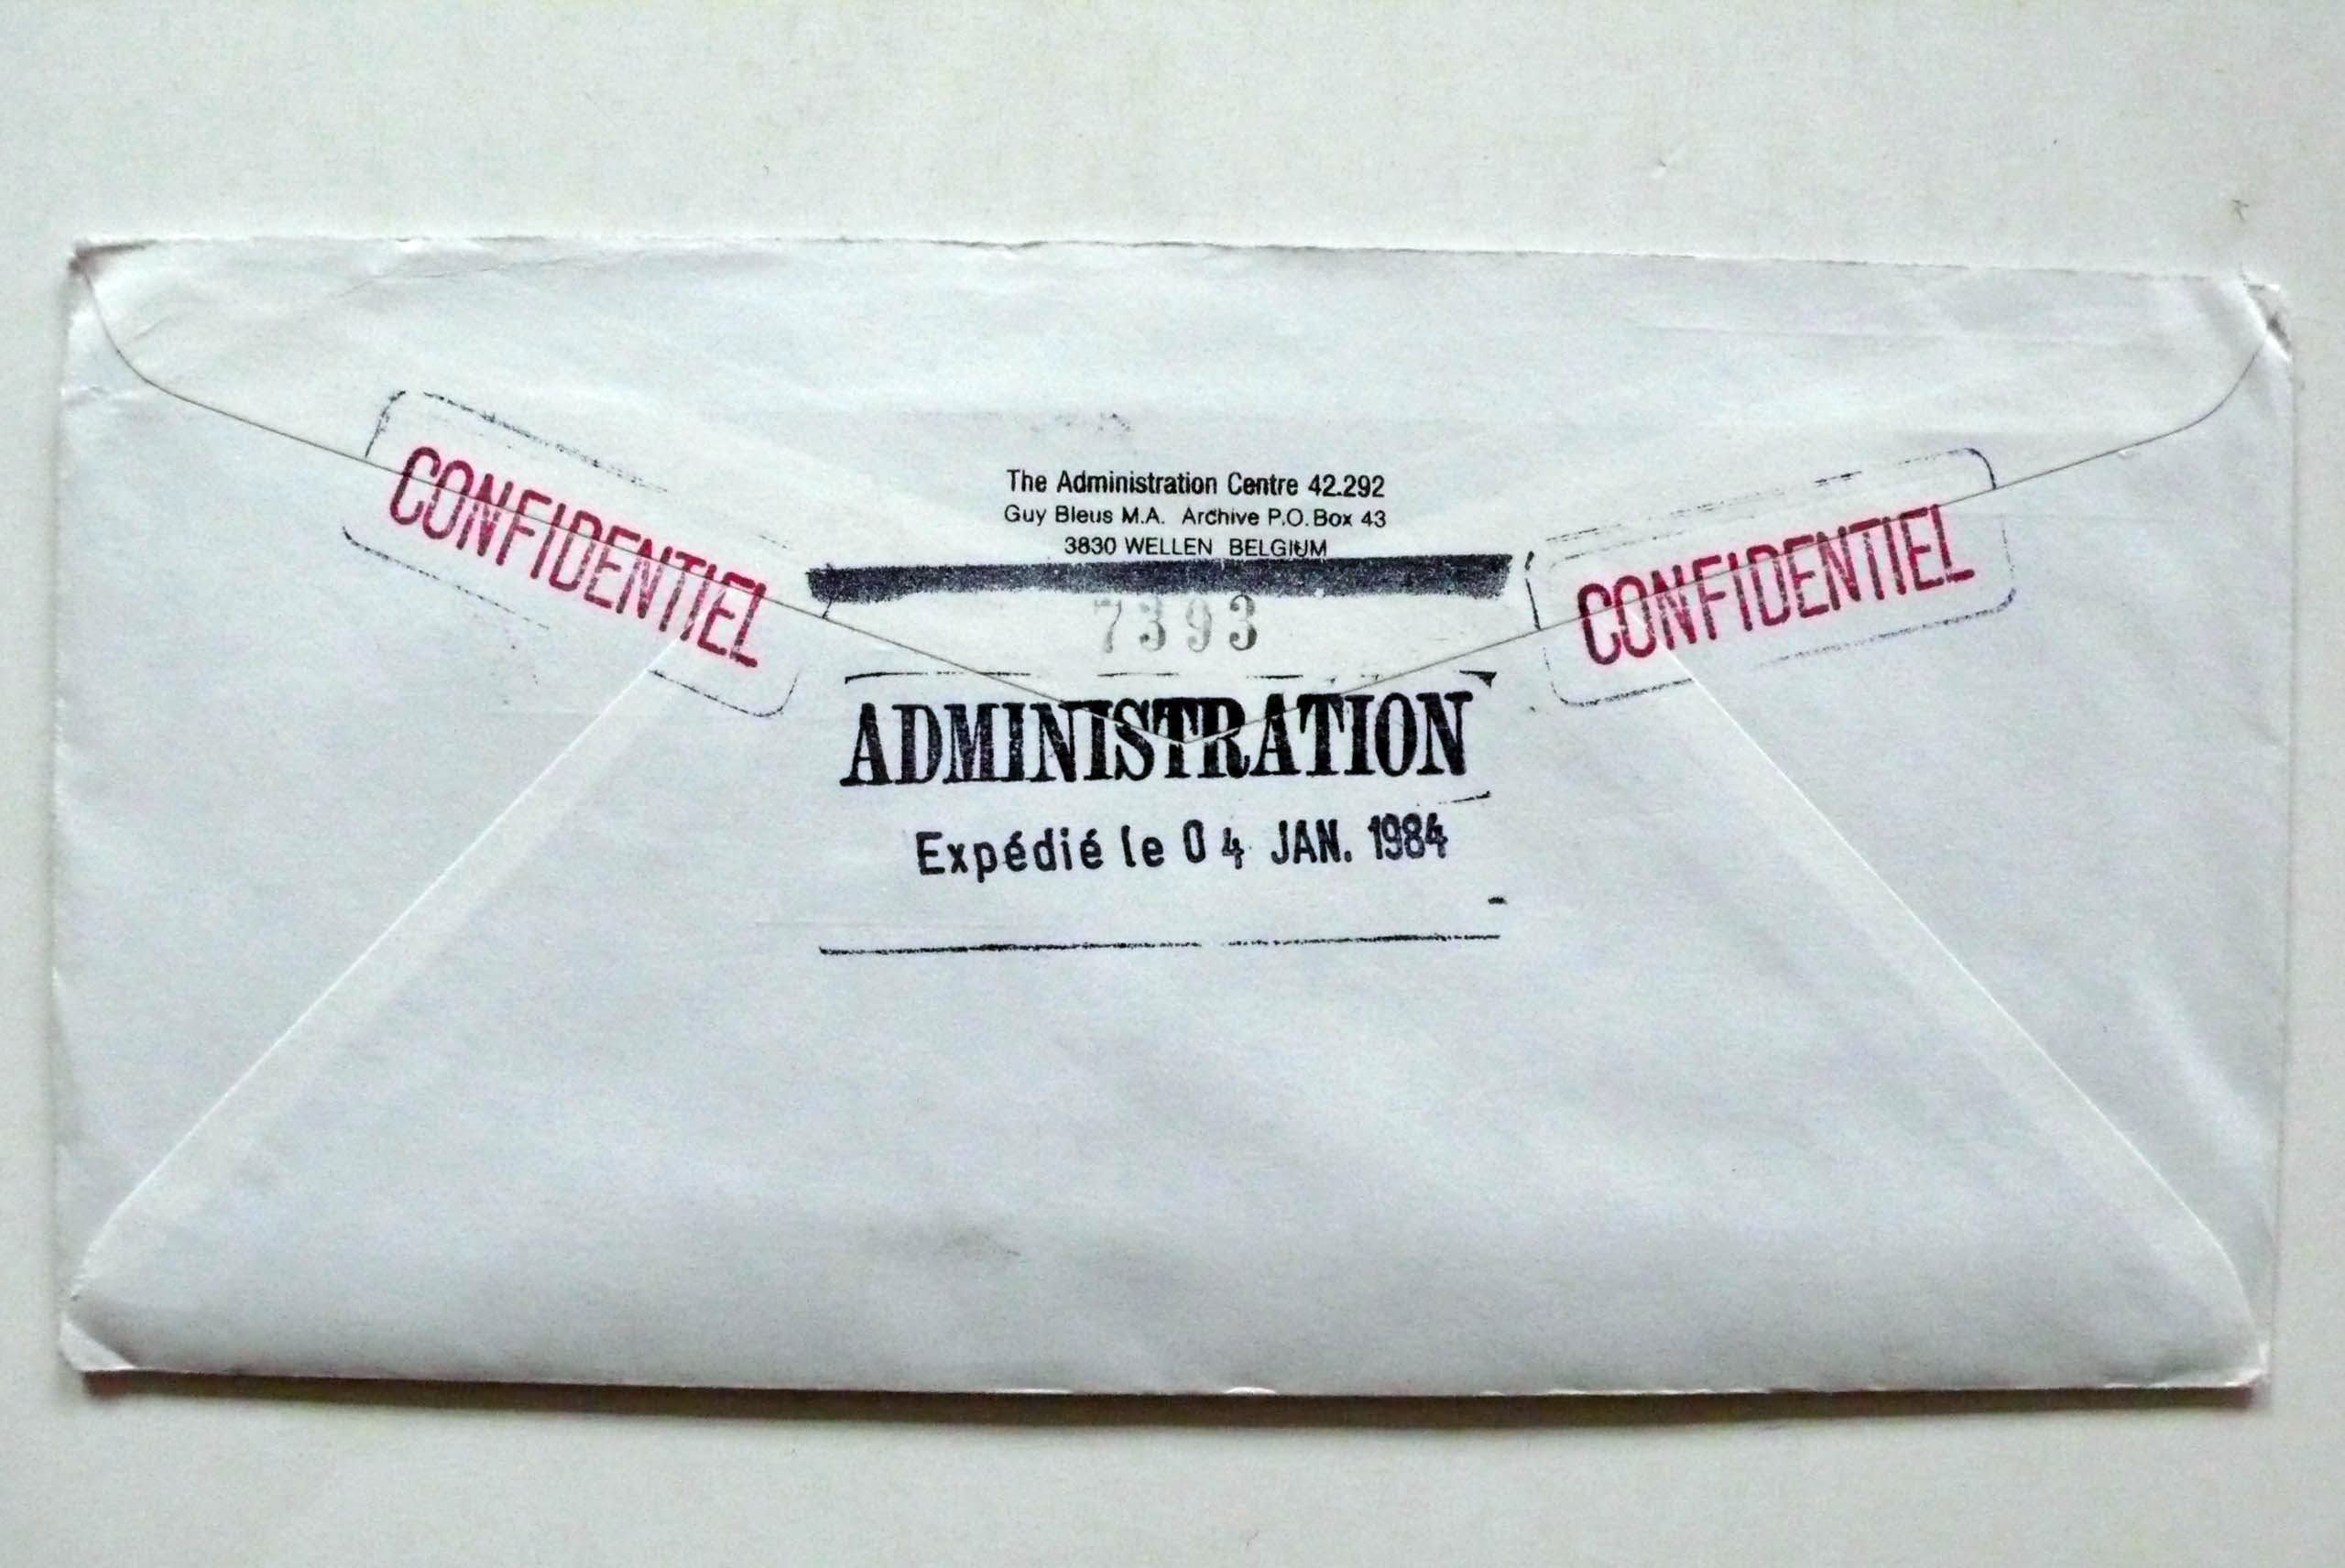 The Administration Centre 42.292
Guy Bleus M.A. Archive P.O. Box 43
3830 WELLEN BELGIUM
CONFIDENTIEL
CONFIDENTIEL
7393
ADMINISTRATION
Expédié le 04 JAN. 1984